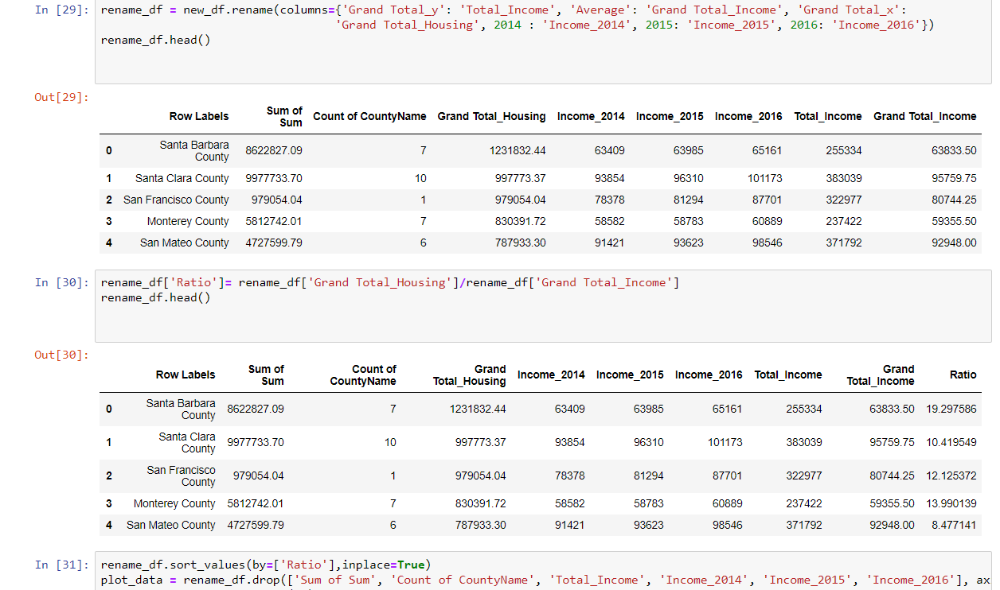 In [29]: rename_df = new_df.rename(columns={'Grand Total_y': 'Total_Income', 'Average': 'Grand Total_Income', 'Grand Total_x':
'Grand Total_Housing', 2014 : 'Income_2014', 2015: 'Income_2015', 2016: 'Income_2016'})
rename_df.head()
Out[29]:
Row Labels Sum of Sum Count of CountyName Grand Total_Housing Income_2014 Income_2015 Income_2016 Total_Income Grand Total_Income
0 Santa Barbara County 8622827.09 7 1231832.44 63409 63985 65161 255334 63833.50
1 Santa Clara County 9977733.70 10 997773.37 93854 96310 101173 383039 95759.75
2 San Francisco County 979054.04 1 979054.04 78378 81294 87701 322977 80744.25
3 Monterey County 5812742.01 7 830391.72 58582 58783 60889 237422 59355.50
4 San Mateo County 4727599.79 6 787933.30 91421 93623 98546 371792 92948.00
In [30]: rename_df['Ratio']= rename_df['Grand Total_Housing']/rename_df['Grand Total_Income']
rename_df.head()
Out[30]:
Row Labels Sum of Sum Count of CountyName Grand Total_Housing Income_2014 Income_2015 Income_2016 Total_Income Grand Total_Income Ratio
0 Santa Barbara County 8622827.09 7 1231832.44 63409 63985 65161 255334 63833.50 19.297586
1 Santa Clara County 9977733.70 10 997773.37 93854 96310 101173 383039 95759.75 10.419549
2 San Francisco County 979054.04 1 979054.04 78378 81294 87701 322977 80744.25 12.125372
3 Monterey County 5812742.01 7 830391.72 58582 58783 60889 237422 59355.50 13.990139
4 San Mateo County 4727599.79 6 787933.30 91421 93623 98546 371792 92948.00 8.477141
In [31]: rename_df.sort_values(by=['Ratio'],inplace=True)
plot_data = rename_df.drop(['Sum of Sum', 'Count of CountyName', 'Total_Income', 'Income_2014', 'Income_2015', 'Income_2016'], ax